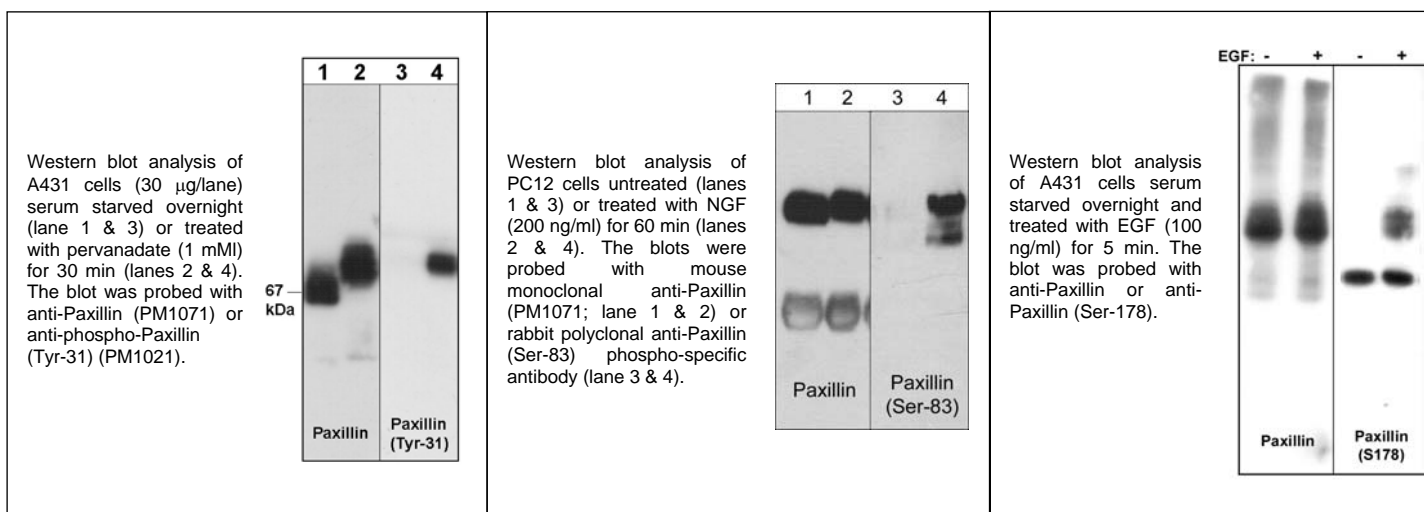 Western blot analysis of
A431 cells (30 μg/lane)
serum starved overnight
(lane 1 & 3) or treated
with pervanadate (1 mMl)
for 30 min (lanes 2 & 4).
The blot was probed with
anti-Paxillin (PM1071) or
anti-phospho-Paxillin
(Tyr-31) (PM1021).
1 2 3 4
67
kDa
Paxillin
Paxillin
(Tyr-31)
Western blot analysis of
PC12 cells untreated (lanes
1 & 3) or treated with NGF
(200 ng/ml) for 60 min (lanes
2 & 4). The blots were
probed with mouse
monoclonal anti-Paxillin
(PM1071; lane 1 & 2) or
rabbit polyclonal anti-Paxillin
(Ser-83) phospho-specific
antibody (lane 3 & 4).
1 2 3 4
Paxillin
Paxillin
(Ser-83)
Western blot analysis
of A431 cells serum
starved overnight and
treated with EGF (100
ng/ml) for 5 min. The
blot was probed with
anti-Paxillin or anti-
Paxillin (Ser-178).
EGF: - + - +
Paxillin
Paxillin
(S178)